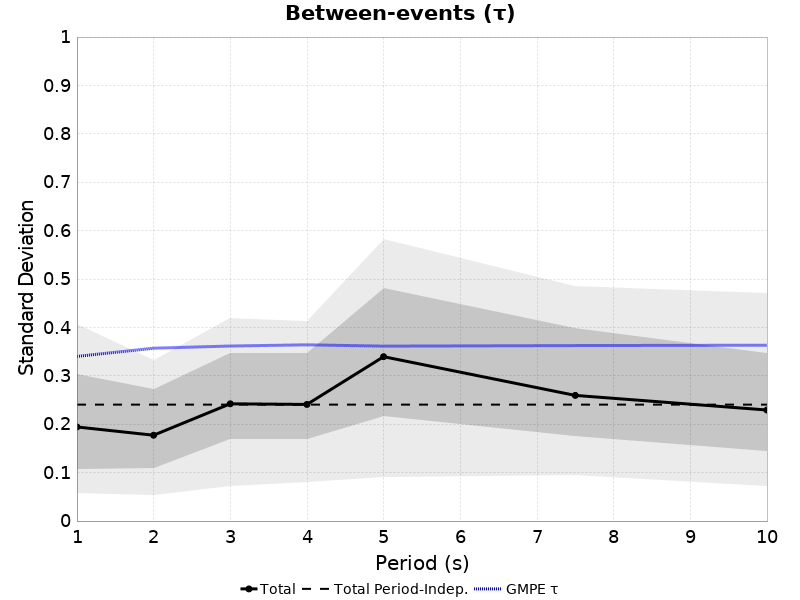 Between-events (τ)
Standard Deviation
1
0.9
0.8
0.7
0.6
0.5
0.4
0.3
0.2
0.1
0
1 2 3 4 5 6 7 8 9 10
Period (s)
Total Total Period-Indep. GMPE τ